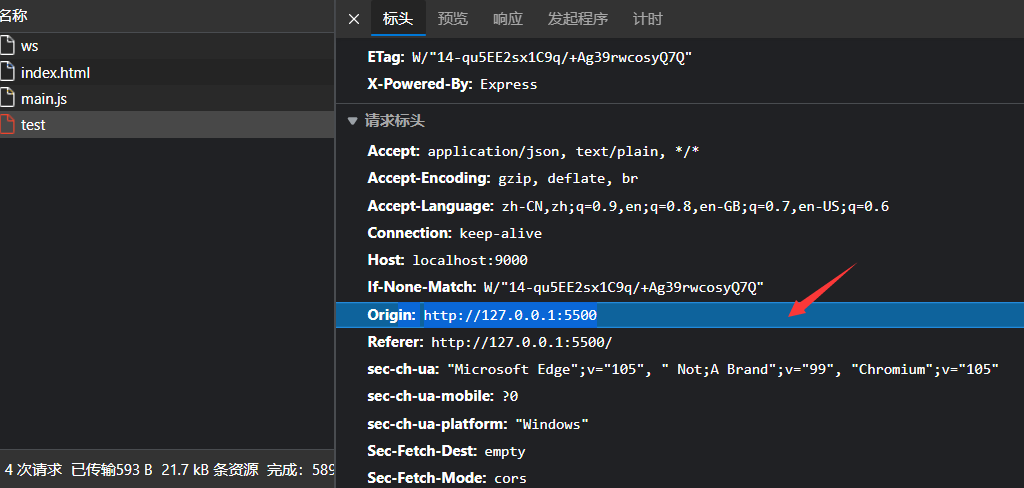 名称
ws
index.html
main.js
test
4 次请求 已传输593 B 21.7 kB 条资源 完成：589
标头 预览 响应 发起程序 计时
ETag: W/"14-qu5EE2sx1C9q/+Ag39rwcosyQ7Q"
X-Powered-By: Express
请求标头
Accept: application/json, text/plain, */*
Accept-Encoding: gzip, deflate, br
Accept-Language: zh-CN,zh;q=0.9,en;q=0.8,en-GB;q=0.7,en-US;q=0.6
Connection: keep-alive
Host: localhost:9000
If-None-Match: W/"14-qu5EE2sx1C9q/+Ag39rwcosyQ7Q"
Origin: http://127.0.0.1:5500
Referer: http://127.0.0.1:5500/
sec-ch-ua: "Microsoft Edge";v="105", " Not;A Brand";v="99", "Chromium";v="105"
sec-ch-ua-mobile: ?0
sec-ch-ua-platform: "Windows"
Sec-Fetch-Dest: empty
Sec-Fetch-Mode: cors